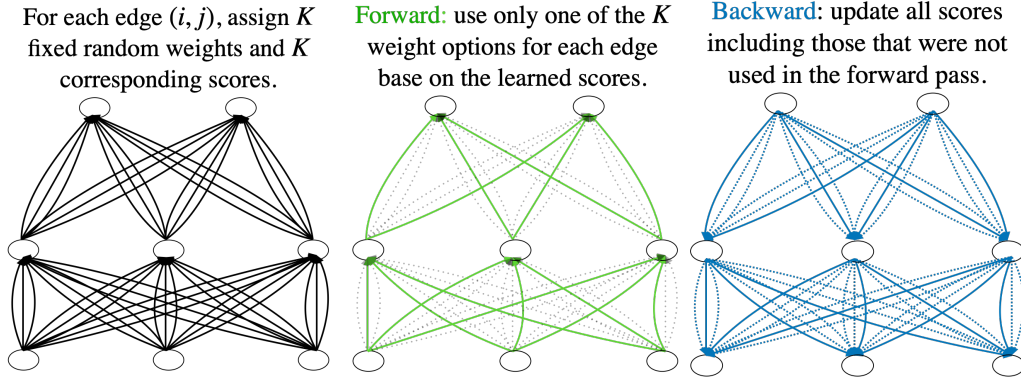 For each edge (i, j), assign K
fixed random weights and K
corresponding scores.
Forward: use only one of the K
weight options for each edge
base on the learned scores.
Backward: update all scores
including those that were not
used in the forward pass.